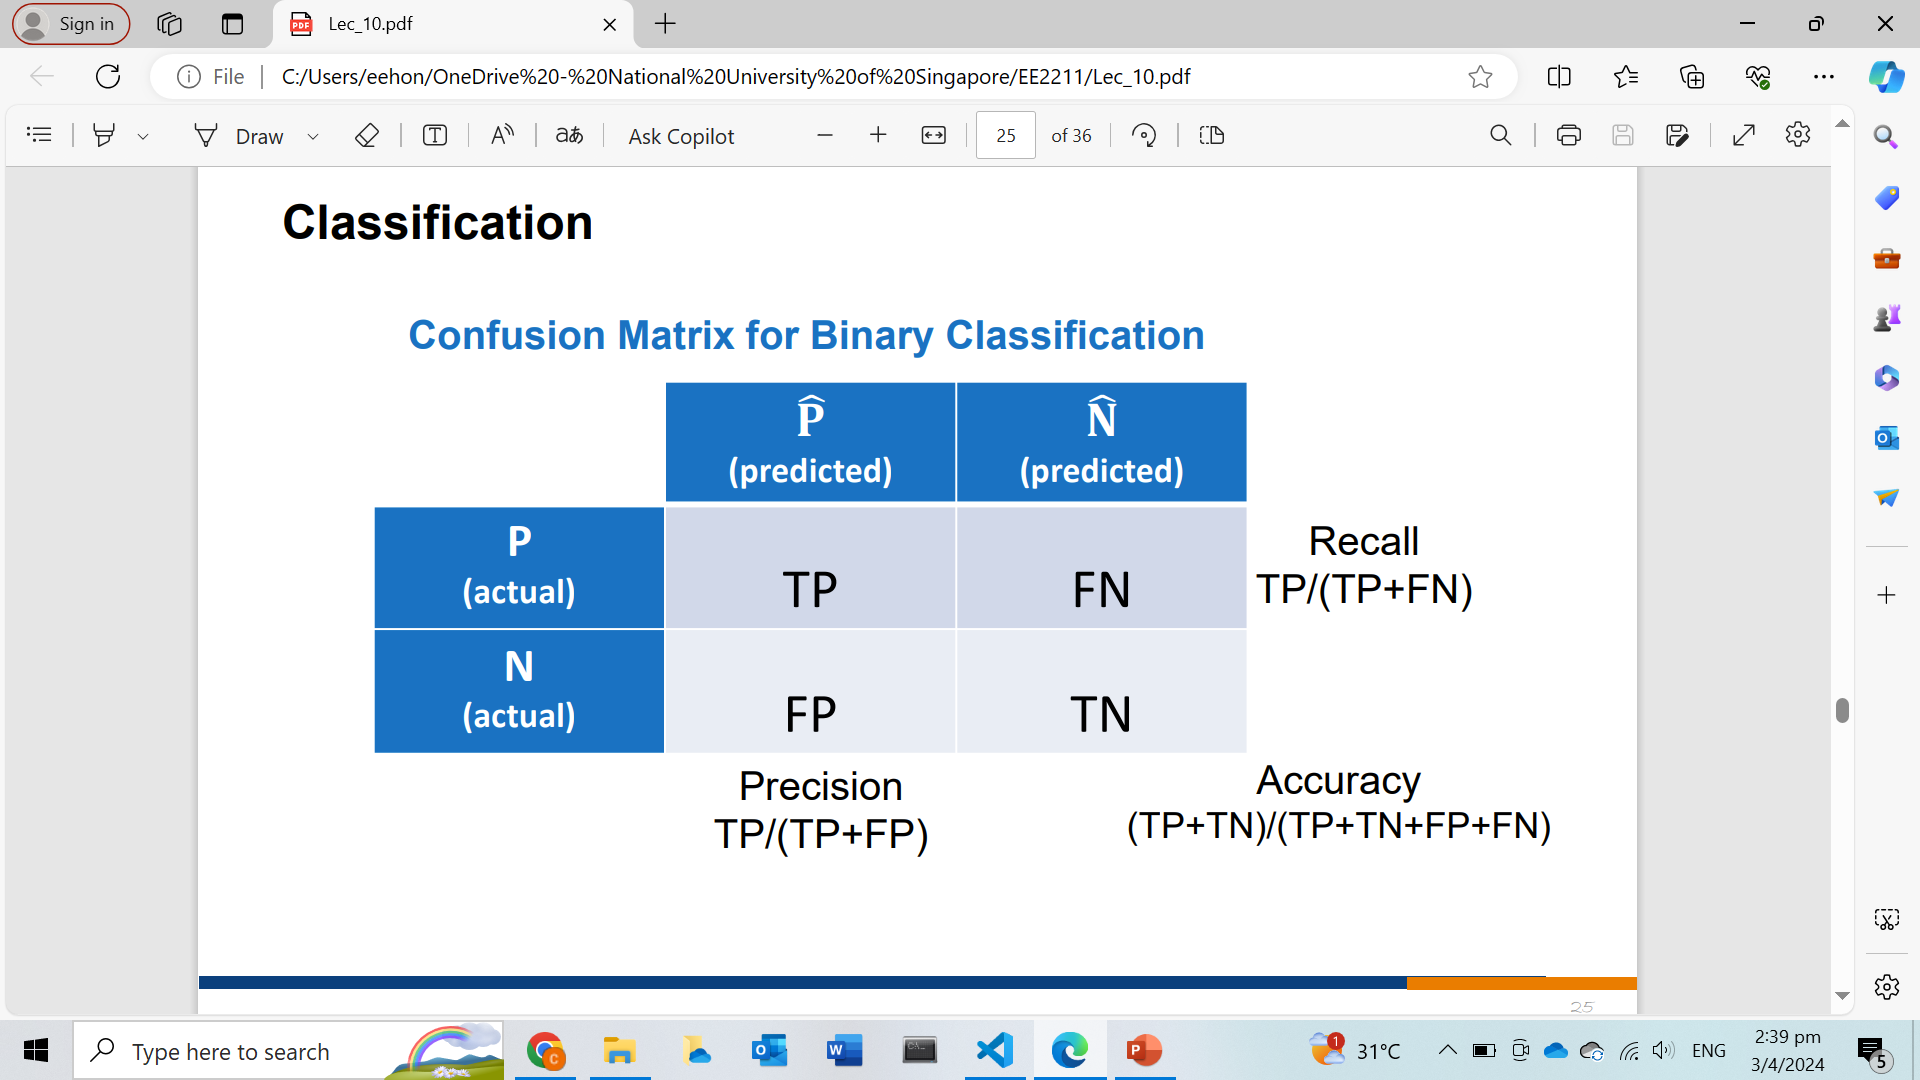 Sign in
Lec_10.pdf
File
C:/Users/eehon/OneDrive%20-%20National%20University%20of%20Singapore/EE2211/Lec_10.pdf
Draw
Ask Copilot
25
of 36
Classification
Confusion Matrix for Binary Classification
P̂
(predicted)
N̂
(predicted)
P
(actual)
TP
FN
Recall
TP/(TP+FN)
N
(actual)
FP
TN
Precision
TP/(TP+FP)
Accuracy
(TP+TN)/(TP+TN+FP+FN)
25
Type here to search
1
31°C
ENG
2:39 pm
3/4/2024
5